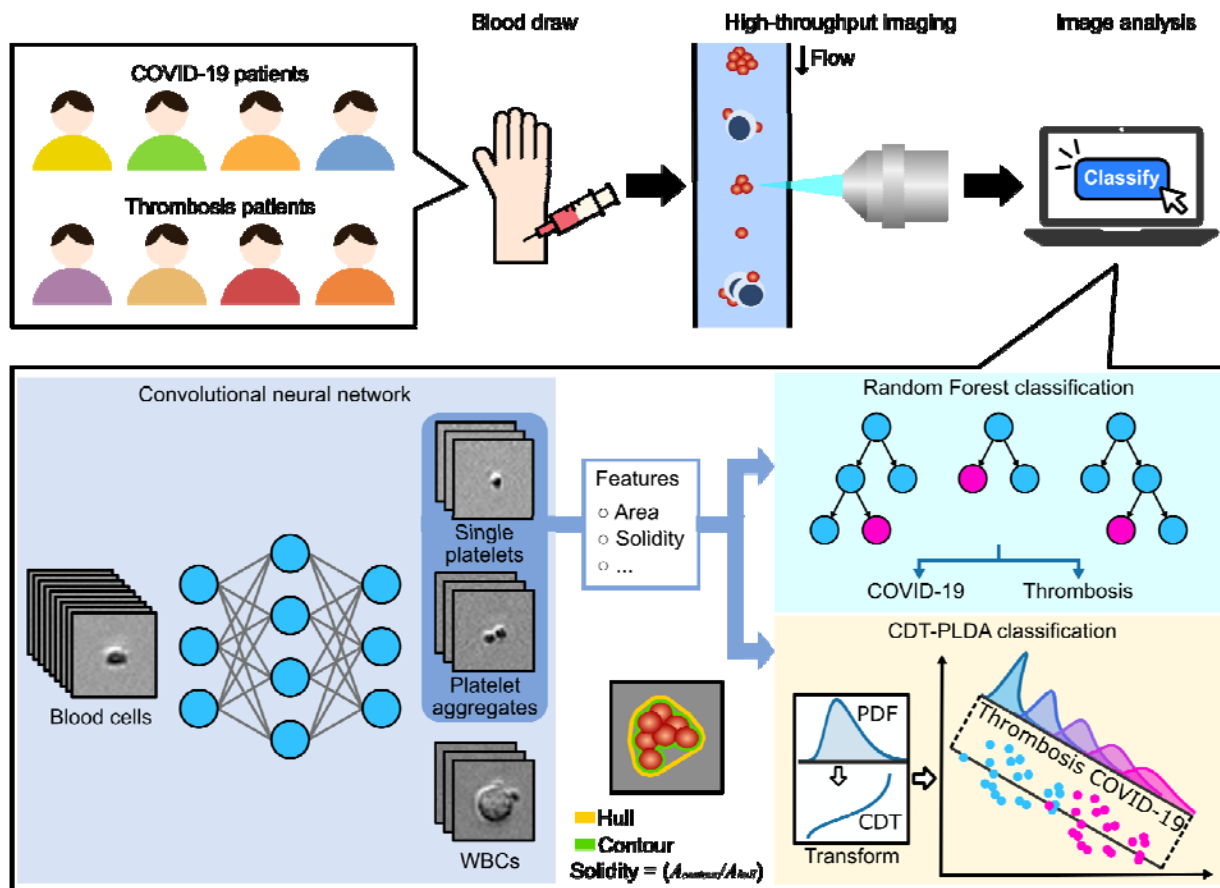 Blood draw
High-throughput imaging
Image analysis
COVID-19 patients
Thrombosis patients
Flow
Classify
Convolutional neural network
Blood cells
Single
platelets
Platelet
aggregates
WBCs
Features
○ Area
○ Solidity
○ ...
Hull
Contour
Solidity = (Acontour/Ahull)
Random Forest classification
COVID-19
Thrombosis
CDT-PLDA classification
PDF
CDT
Transform
Thrombosis COVID-19